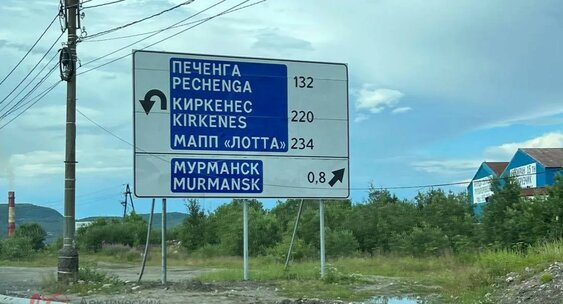 ПЕЧЕНГА
PECHENGA 132
КИРКЕНЕС
KIRKENES 220
МАПП «ЛОТТА» 234
МУРМАНСК
MURMANSK 0,8